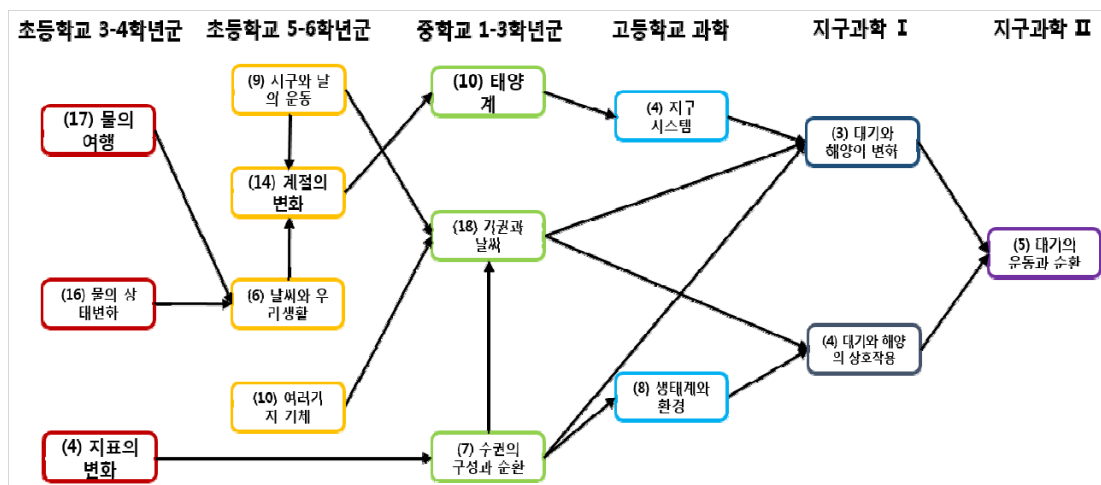 초등학교 3-4학년군
초등학교 5-6학년군
중학교 1-3학년군
고등학교 과학
지구과학 Ⅰ
지구과학 Ⅱ
(17) 물의
여행
(16) 물의 상
태변화
(4) 지표의
변화
(9) 시구와 날
의 운동
(14) 계절의
변화
(6) 날씨와 우
리생활
(10) 여러가
지 기체
(10) 태양
계
(18) 기권과
날씨
(7) 수권의
구성과 순환
(4) 지구
시스템
(8) 생태계와
환경
(3) 대기와
해양이 변화
(4) 대기와 해양
의 상호작용
(5) 대기의
운동과 순환